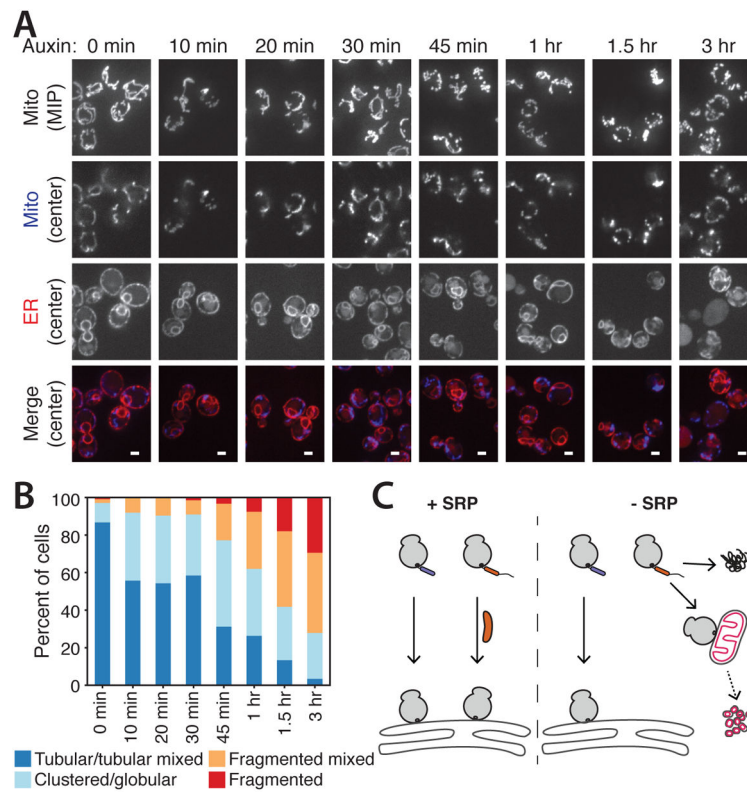 A
Auxin: 0 min 10 min 20 min 30 min 45 min 1 hr 1.5 hr 3 hr
Mito
(MIP)
Mito
(center)
ER
(center)
Merge
(center)
B
Percent of cells
100
80
60
40
20
0
0 min
10 min
20 min
30 min
45 min
1 hr
1.5 hr
3 hr
Tubular/tubular mixed
Clustered/globular
Fragmented mixed
Fragmented
C
+ SRP
- SRP